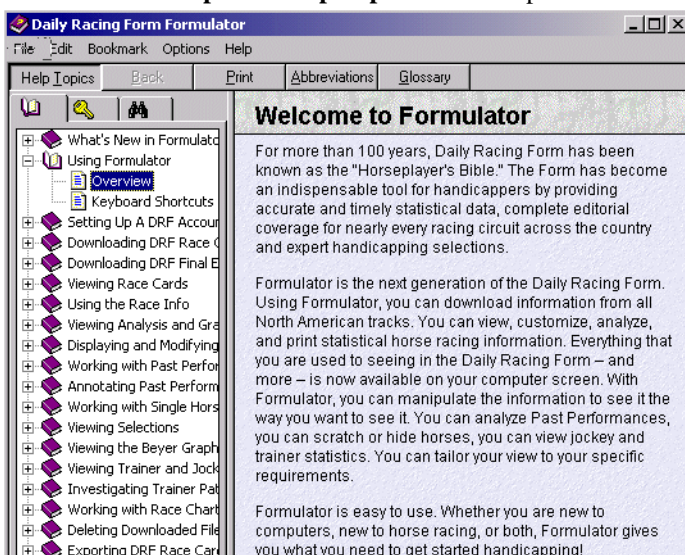 Daily Racing Form Formulator
File Edit Bookmark Options Help
Help Topics Back Print Abbreviations Glossary
Welcome to Formulator
What's New in Formulatc
Using Formulator
Overview
Keyboard Shortcuts
Setting Up A DRF Accour
Downloading DRF Race
Downloading DRF Final E
Viewing Race Cards
Using the Race Info
Viewing Analysis and Gra
Displaying and Modifying
Working with Past Perfor
Annotating Past Perform
Working with Single Hors
Viewing Selections
Viewing the Beyer Graph
Viewing Trainer and Jock
Investigating Trainer Pat
Working with Race Chart
Deleting Downloaded File
Exporting DRF Race Car
For more than 100 years, Daily Racing Form has been
known as the "Horseplayer's Bible." The Form has become
an indispensable tool for handicappers by providing
accurate and timely statistical data, complete editorial
coverage for nearly every racing circuit across the country
and expert handicapping selections.
Formulator is the next generation of the Daily Racing Form.
Using Formulator, you can download information from all
North American tracks. You can view, customize, analyze,
and print statistical horse racing information. Everything that
you are used to seeing in the Daily Racing Form – and
more – is now available on your computer screen. With
Formulator, you can manipulate the information to see it the
way you want to see it. You can analyze Past Performances,
you can scratch or hide horses, you can view jockey and
trainer statistics. You can tailor your view to your specific
requirements.
Formulator is easy to use. Whether you are new to
computers, new to horse racing, or both, Formulator gives
you what you need to get started handicapping!